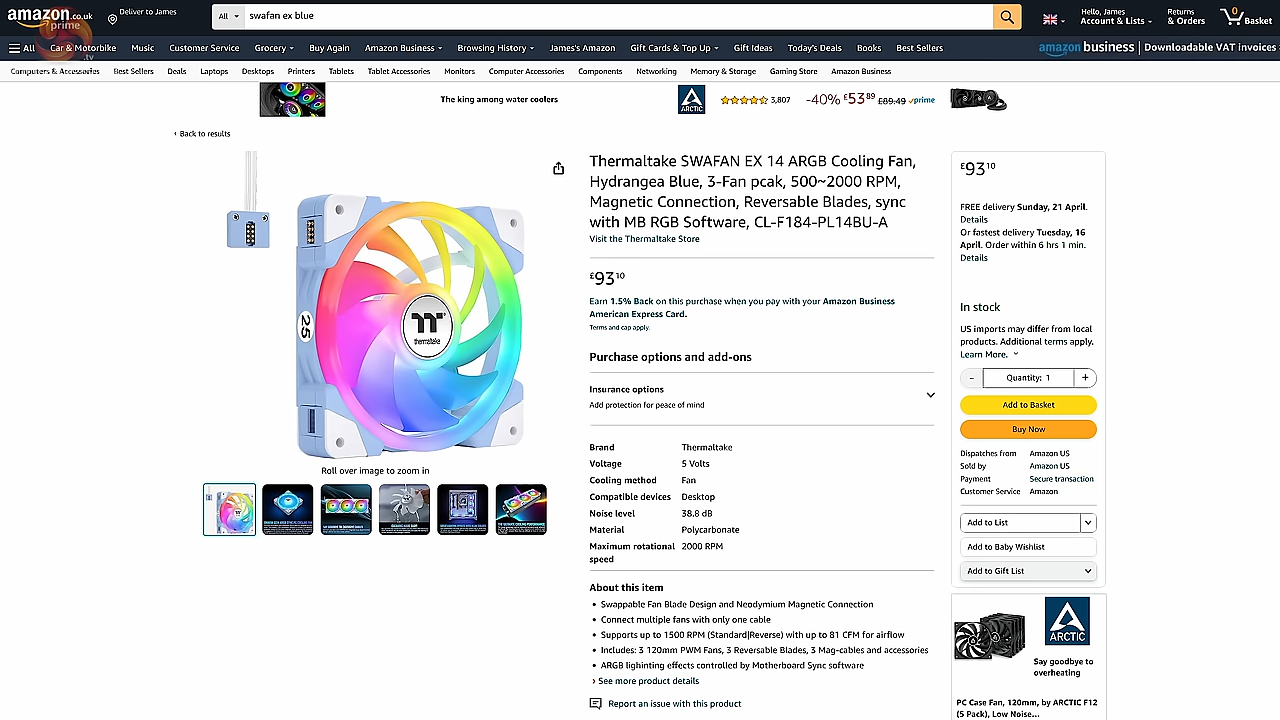 amazon.co.uk
prime
.tv
Deliver to James
All
swafan ex blue
Hello, James
Account & Lists
Returns
& Orders
0
Basket
All
Car & Motorbike
Music
Customer Service
Grocery
Buy Again
Amazon Business
Browsing History
James's Amazon
Gift Cards & Top Up
Gift Ideas
Today's Deals
Books
Best Sellers
amazon business | Downloadable VAT Invoices
Computers & Accessories
Best Sellers
Deals
Laptops
Desktops
Printers
Tablets
Tablet Accessories
Monitors
Computer Accessories
Components
Networking
Memory & Storage
Gaming Store
Amazon Business
The king among water coolers
ARCTIC
3,807
-40% £53⁸⁹ £89.49 prime
‹ Back to results
Thermaltake SWAFAN EX 14 ARGB Cooling Fan,
Hydrangea Blue, 3-Fan pcak, 500~2000 RPM,
Magnetic Connection, Reversable Blades, sync
with MB RGB Software, CL-F184-PL14BU-A
Visit the Thermaltake Store
£93¹⁰
Earn 1.5% Back on this purchase when you pay with your Amazon Business
American Express Card.
Terms and cap apply.
Purchase options and add-ons
Insurance options
Add protection for peace of mind
Brand Thermaltake
Voltage 5 Volts
Cooling method Fan
Compatible devices Desktop
Noise level 38.8 dB
Material Polycarbonate
Maximum rotational 2000 RPM
speed
About this item
• Swappable Fan Blade Design and Neodymium Magnetic Connection
• Connect multiple fans with only one cable
• Supports up to 1500 RPM (Standard|Reverse) with up to 81 CFM for airflow
• Includes: 3 120mm PWM Fans, 3 Reversable Blades, 3 Mag-cables and accessories
• ARGB lighinting effects controlled by Motherboard Sync software
› See more product details
Report an issue with this product
25
thermaltake
Roll over image to zoom in
£93¹⁰
FREE delivery Sunday, 21 April.
Details
Or fastest delivery Tuesday, 16
April. Order within 6 hrs 1 min.
Details
In stock
US imports may differ from local
products. Additional terms apply.
Learn More.
- Quantity: 1 +
Add to Basket
Buy Now
Dispatches from Amazon US
Sold by Amazon US
Payment Secure transaction
Customer Service Amazon
Add to List
Add to Baby Wishlist
Add to Gift List
ARCTIC
Say goodbye to
overheating
PC Case Fan, 120mm, by ARCTIC F12
(5 Pack), Low Noise...